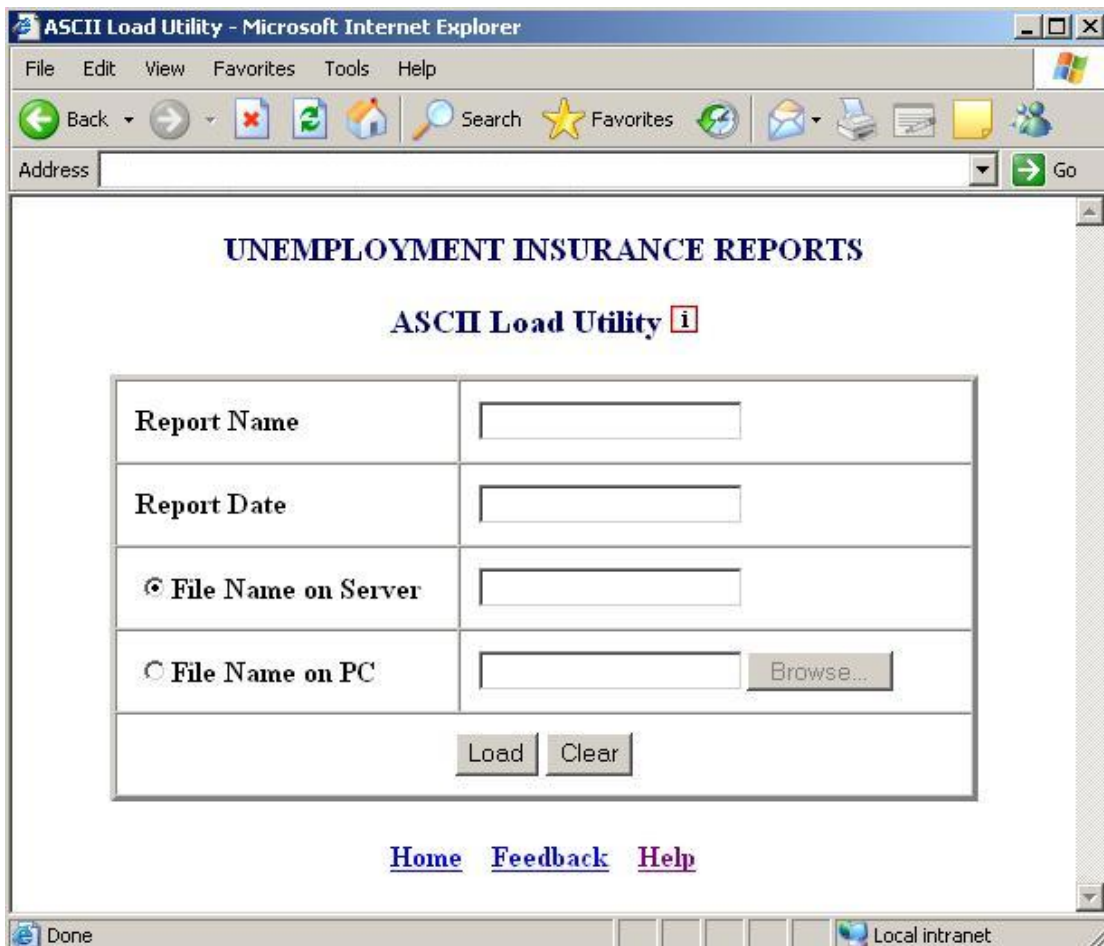 ASCII Load Utility - Microsoft Internet Explorer
File Edit View Favorites Tools Help
Back Search Favorites
Address Go
UNEMPLOYMENT INSURANCE REPORTS
ASCII Load Utility i
Report Name
Report Date
File Name on Server
File Name on PC Browse...
Load Clear
Home Feedback Help
Done Local intranet